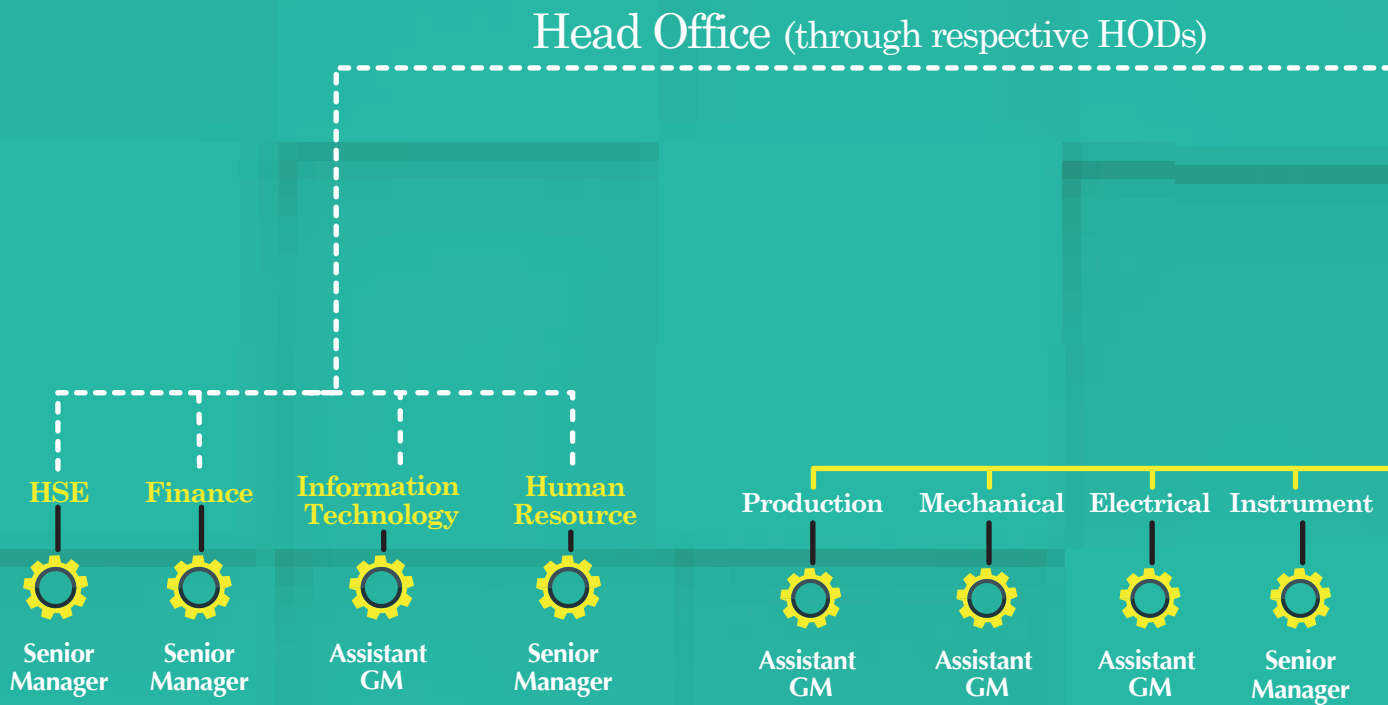 Head Office (through respective HODs)
HSE
Finance
Information
Technology
Human
Resource
Production
Mechanical
Electrical
Instrument
Senior
Manager
Senior
Manager
Assistant
GM
Senior
Manager
Assistant
GM
Assistant
GM
Assistant
GM
Senior
Manager